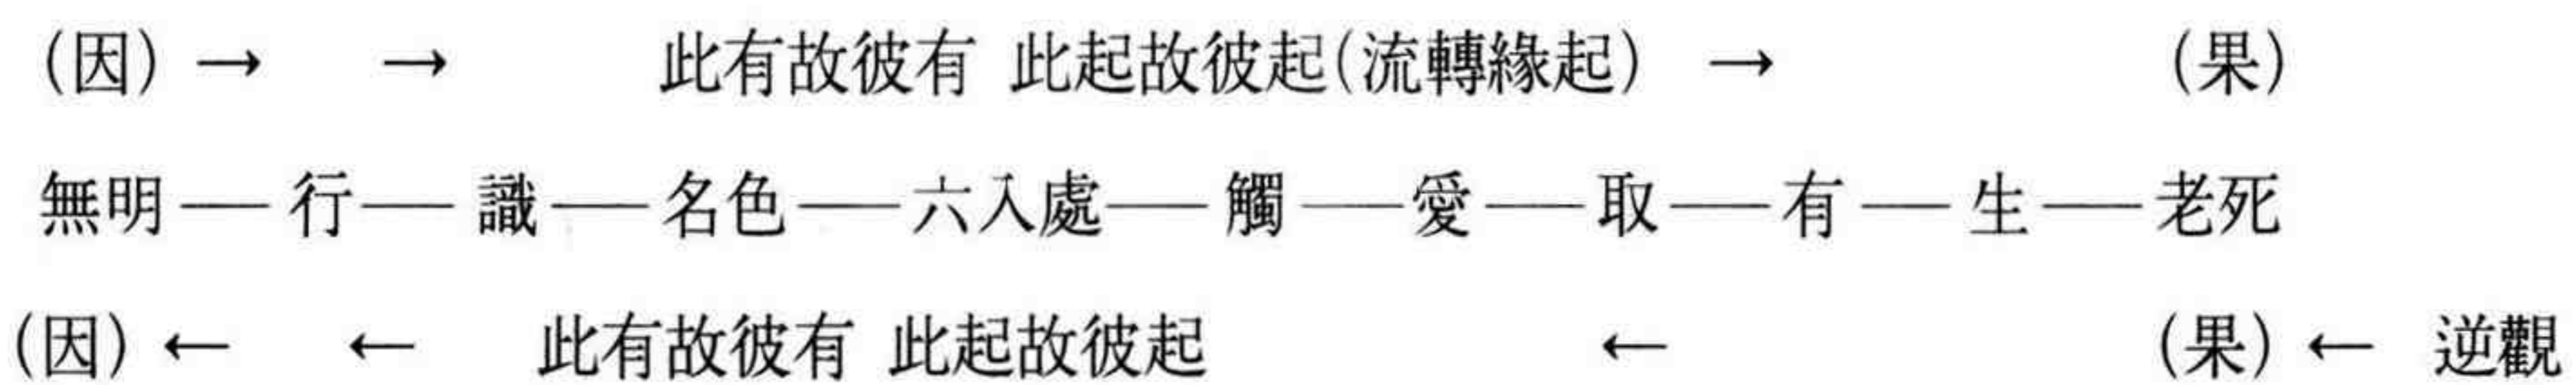 (因) → → 此有故彼有 此起故彼起(流轉緣起) → (果)
無明—行—識—名色—六入處—觸—愛—取—有—生—老死
(因) ← ← 此有故彼有 此起故彼起 ← (果) ← 逆觀